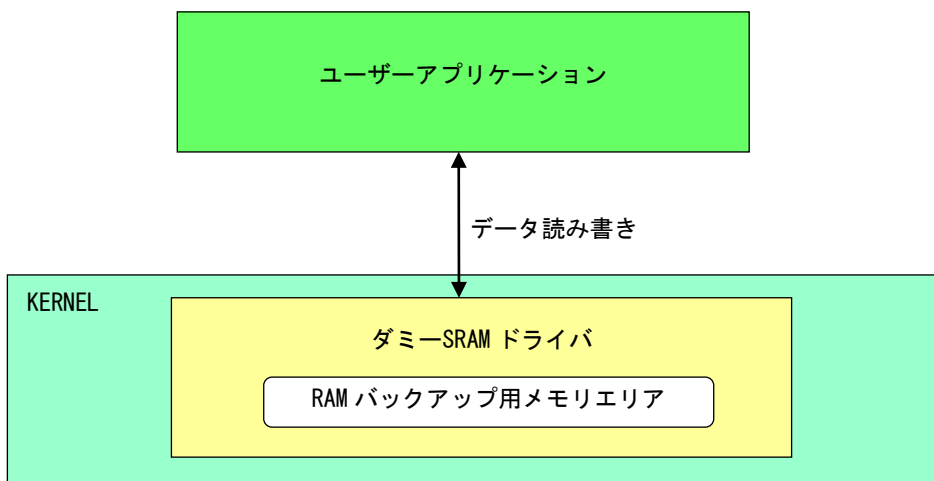 ユーザーアプリケーション
データ読み書き
KERNEL
ダミーSRAM ドライバ
RAM バックアップ用メモリエリア